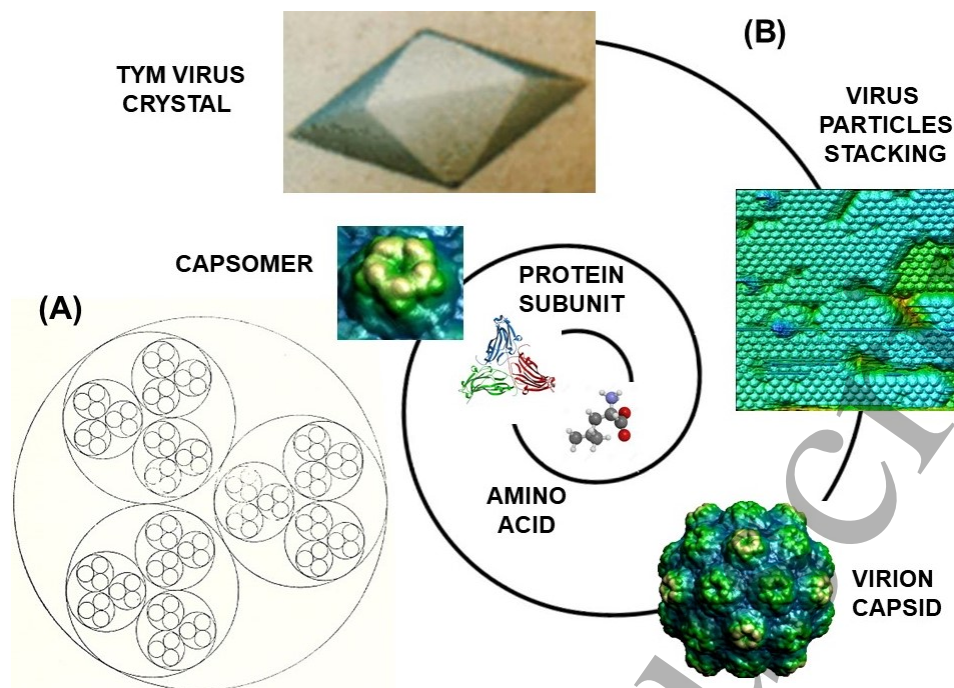 (B)
TYM VIRUS
CRYSTAL
VIRUS
PARTICLES
STACKING
CAPSOMER
PROTEIN
SUBUNIT
(A)
AMINO
ACID
VIRION
CAPSID